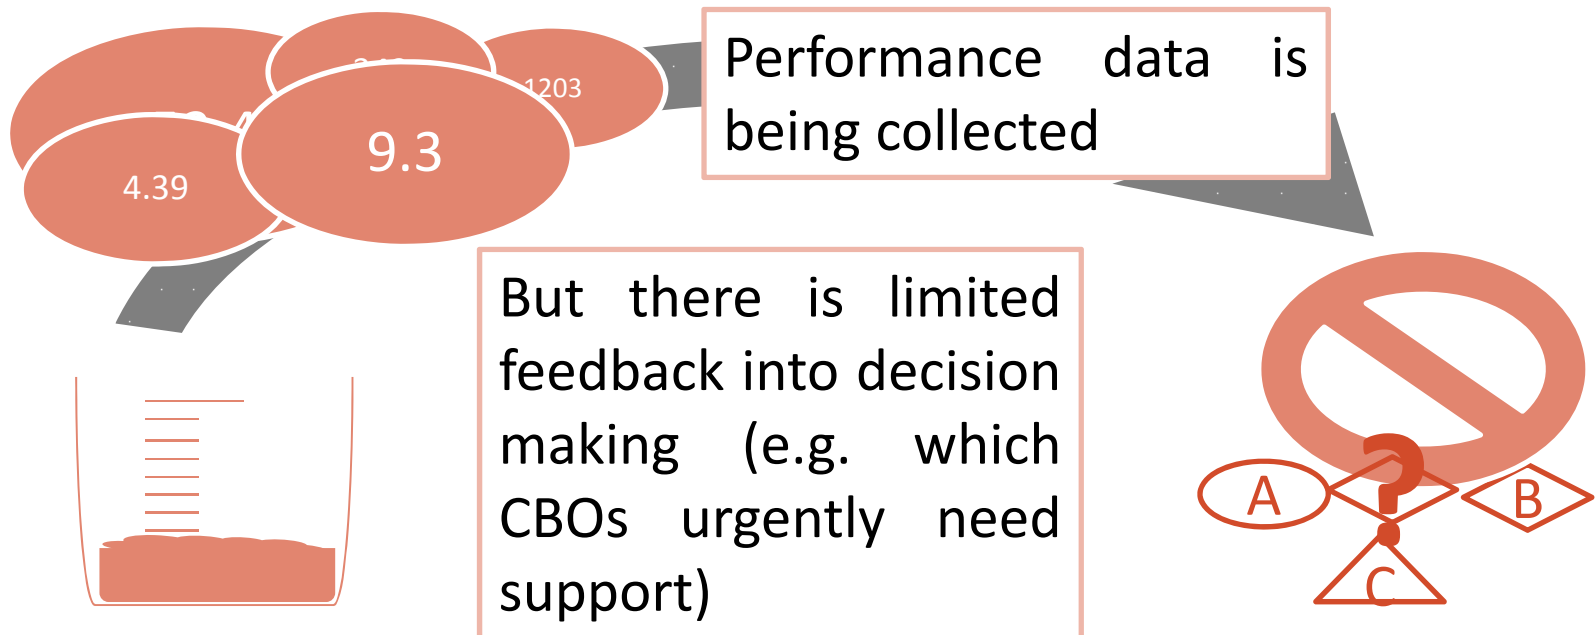 1203
9.3
4.39
Performance data is
being collected
But there is limited
feedback into decision
making (e.g. which
CBOs urgently need
support)
?
A
B
C